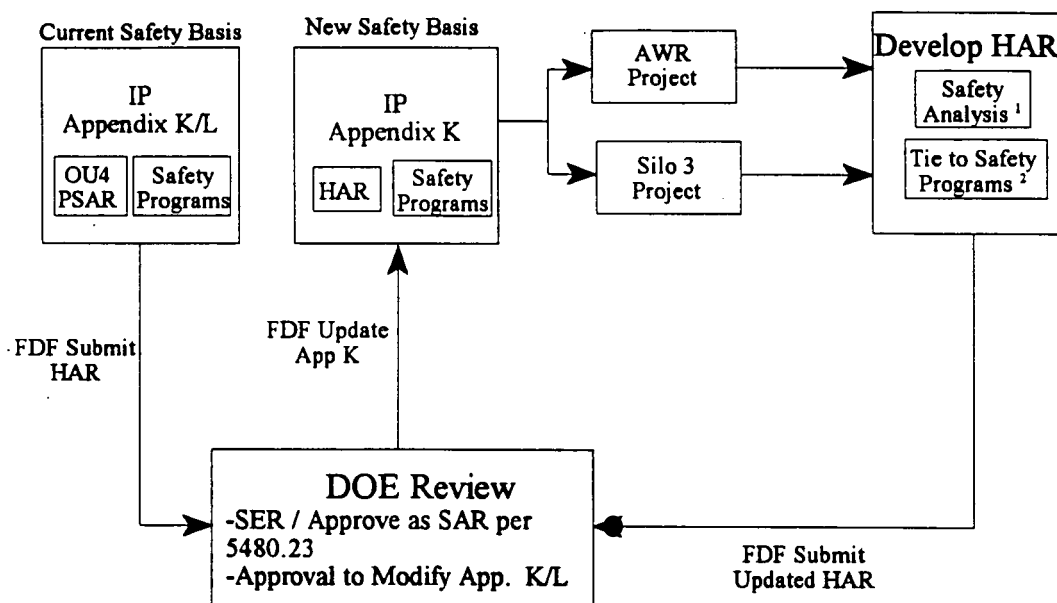 Current Safety Basis
IP
Appendix K/L
OU4
PSAR
Safety
Programs
New Safety Basis
IP
Appendix K
HAR
Safety
Programs
AWR
Project
Silo 3
Project
Develop HAR
Safety
Analysis 1
Tie to Safety
Programs 2
FDF Submit
HAR
FDF Update
App K
DOE Review
-SER / Approve as SAR per
5480.23
-Approval to Modify App. K/L
FDF Submit
Updated HAR